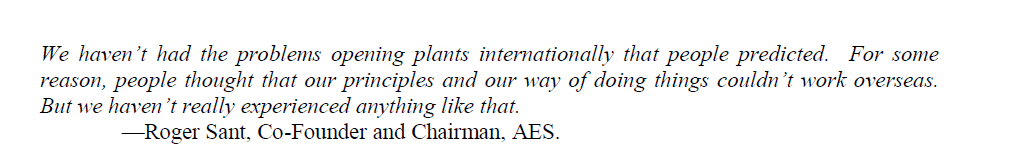 We haven't had the problems opening plants internationally that people predicted.  For some
reason, people thought that our principles and our way of doing things couldn't work overseas.
But we haven't really experienced anything like that.
—Roger Sant, Co-Founder and Chairman, AES.